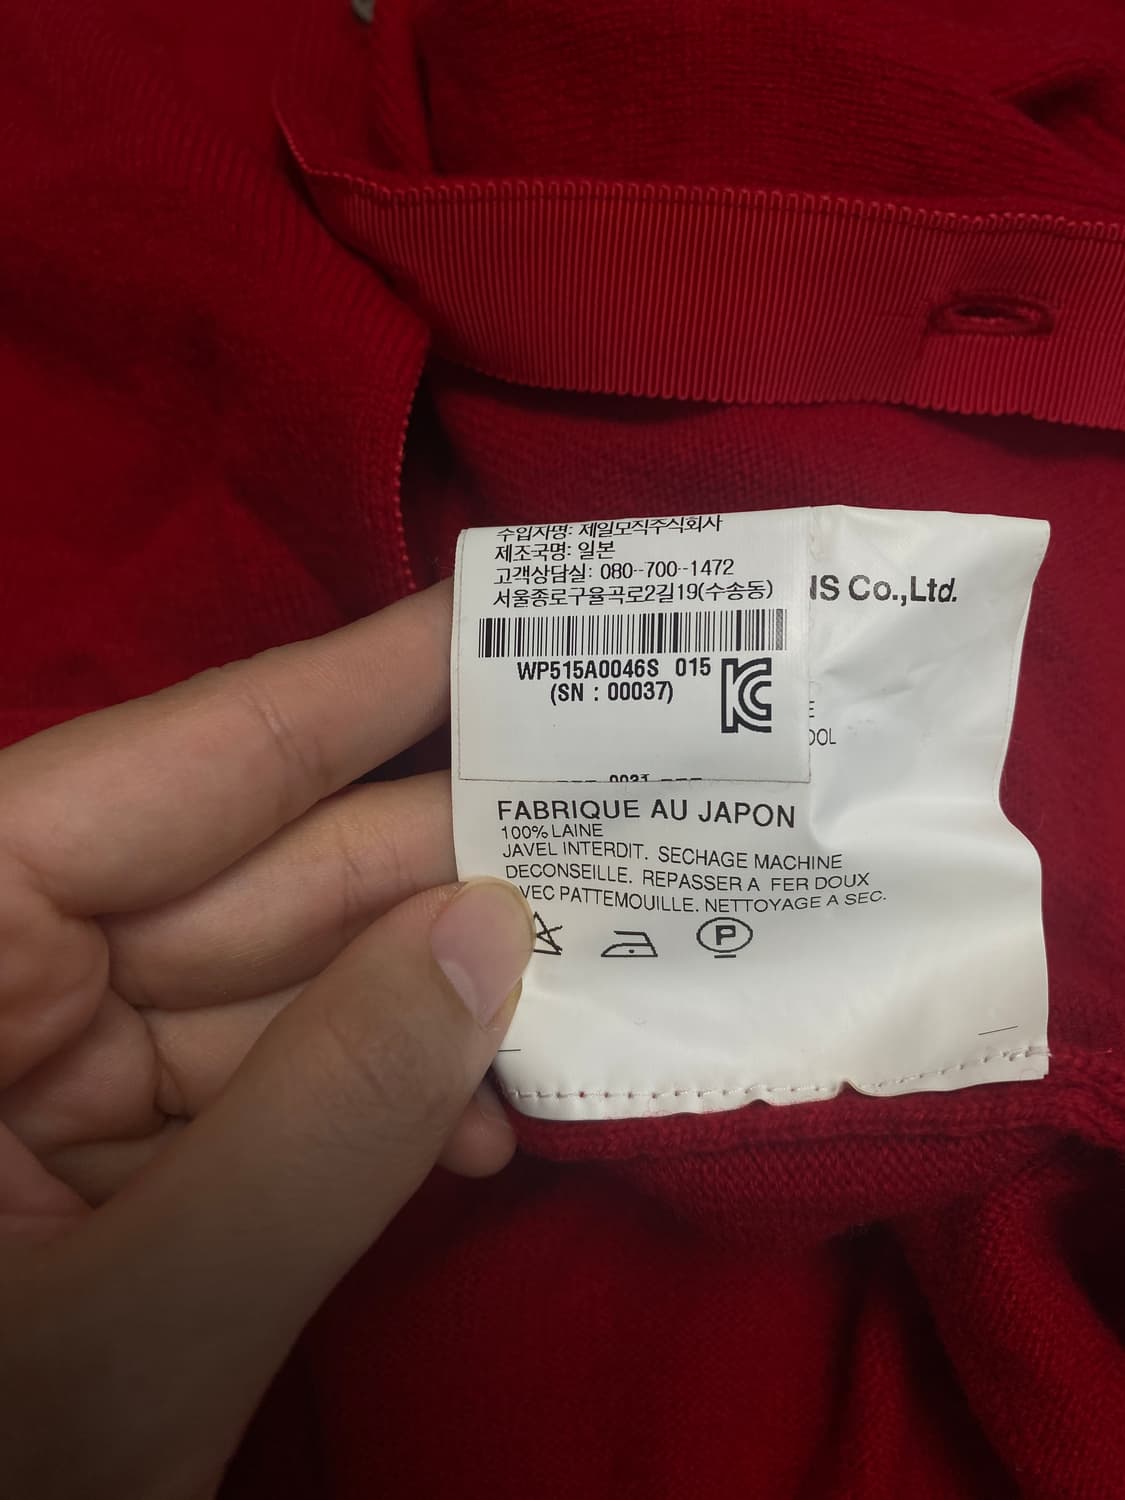 수입자명: 제일모직주식회사
제조국명: 일본
고객상담실: 080--700--1472
서울종로구율곡로2길19(수송동)
NS Co.,Ltd.
WP515A0046S 015
(SN : 00037)
KC
E
OOL
FABRIQUE AU JAPON
100% LAINE
JAVEL INTERDIT. SECHAGE MACHINE
DECONSEILLE. REPASSER A FER DOUX
AVEC PATTEMOUILLE. NETTOYAGE A SEC.
P